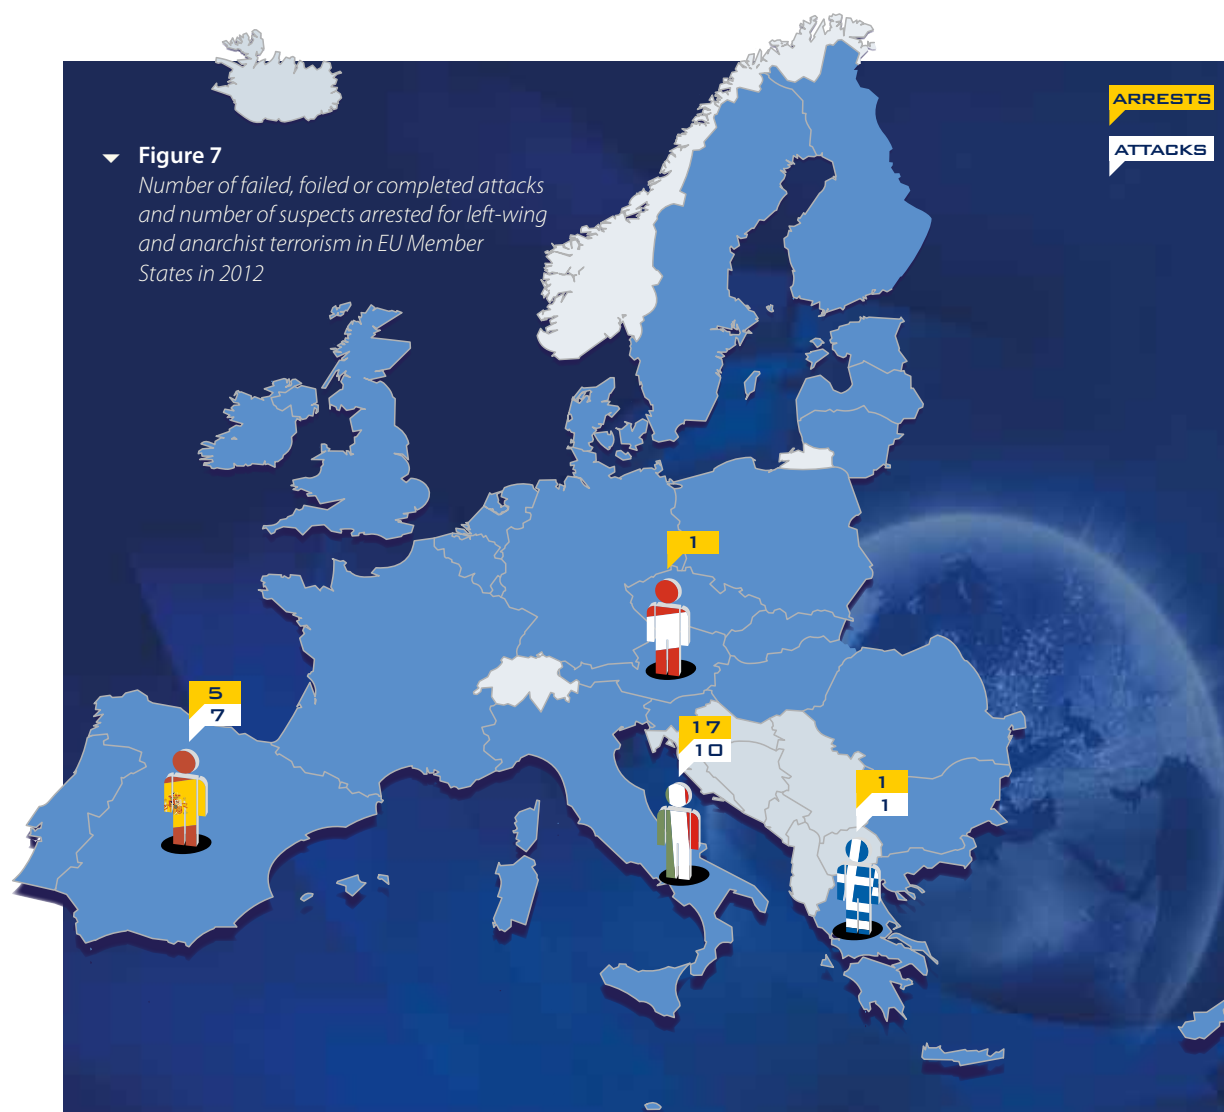 ARRESTS
ATTACKS
Figure 7
Number of failed, foiled or completed attacks
and number of suspects arrested for left-wing
and anarchist terrorism in EU Member
States in 2012
1
5
7
17
10
1
1